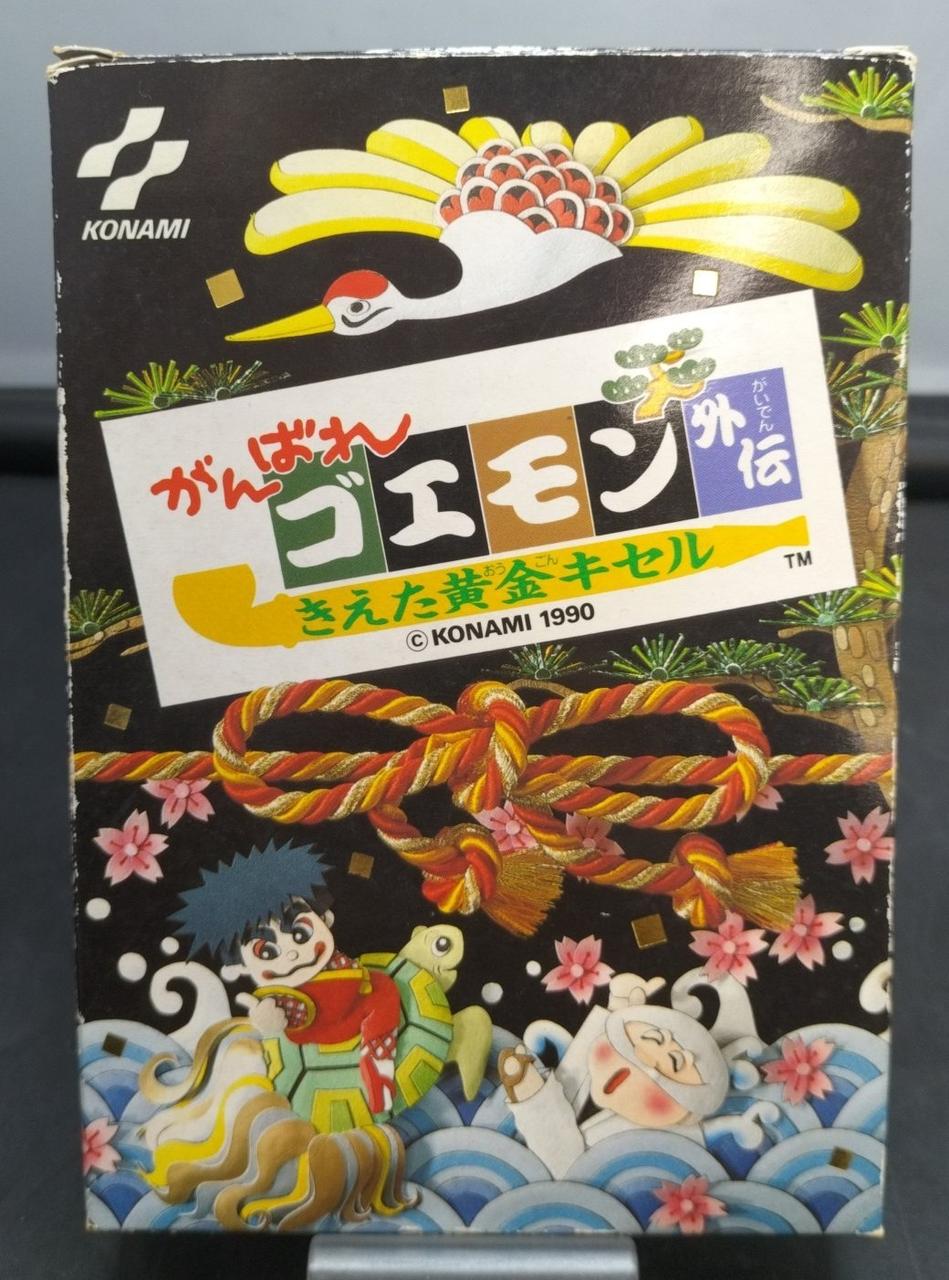 KONAMI
がんばれ
ゴエモン外伝
がいでん
きえた黄金キセル
おうごん
TM
© KONAMI 1990